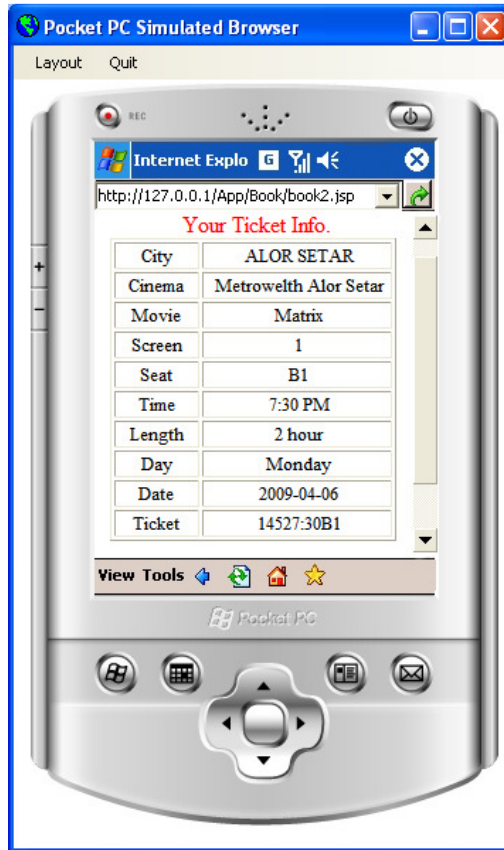 Pocket PC Simulated Browser
Layout Quit
REC
Internet Explo G
http://127.0.0.1/App/Book/book2.jsp
Your Ticket Info.
City ALOR SETAR
Cinema Metrowelth Alor Setar
Movie Matrix
Screen 1
Seat B1
Time 7:30 PM
Length 2 hour
Day Monday
Date 2009-04-06
Ticket 14527:30B1
View Tools
Pocket PC